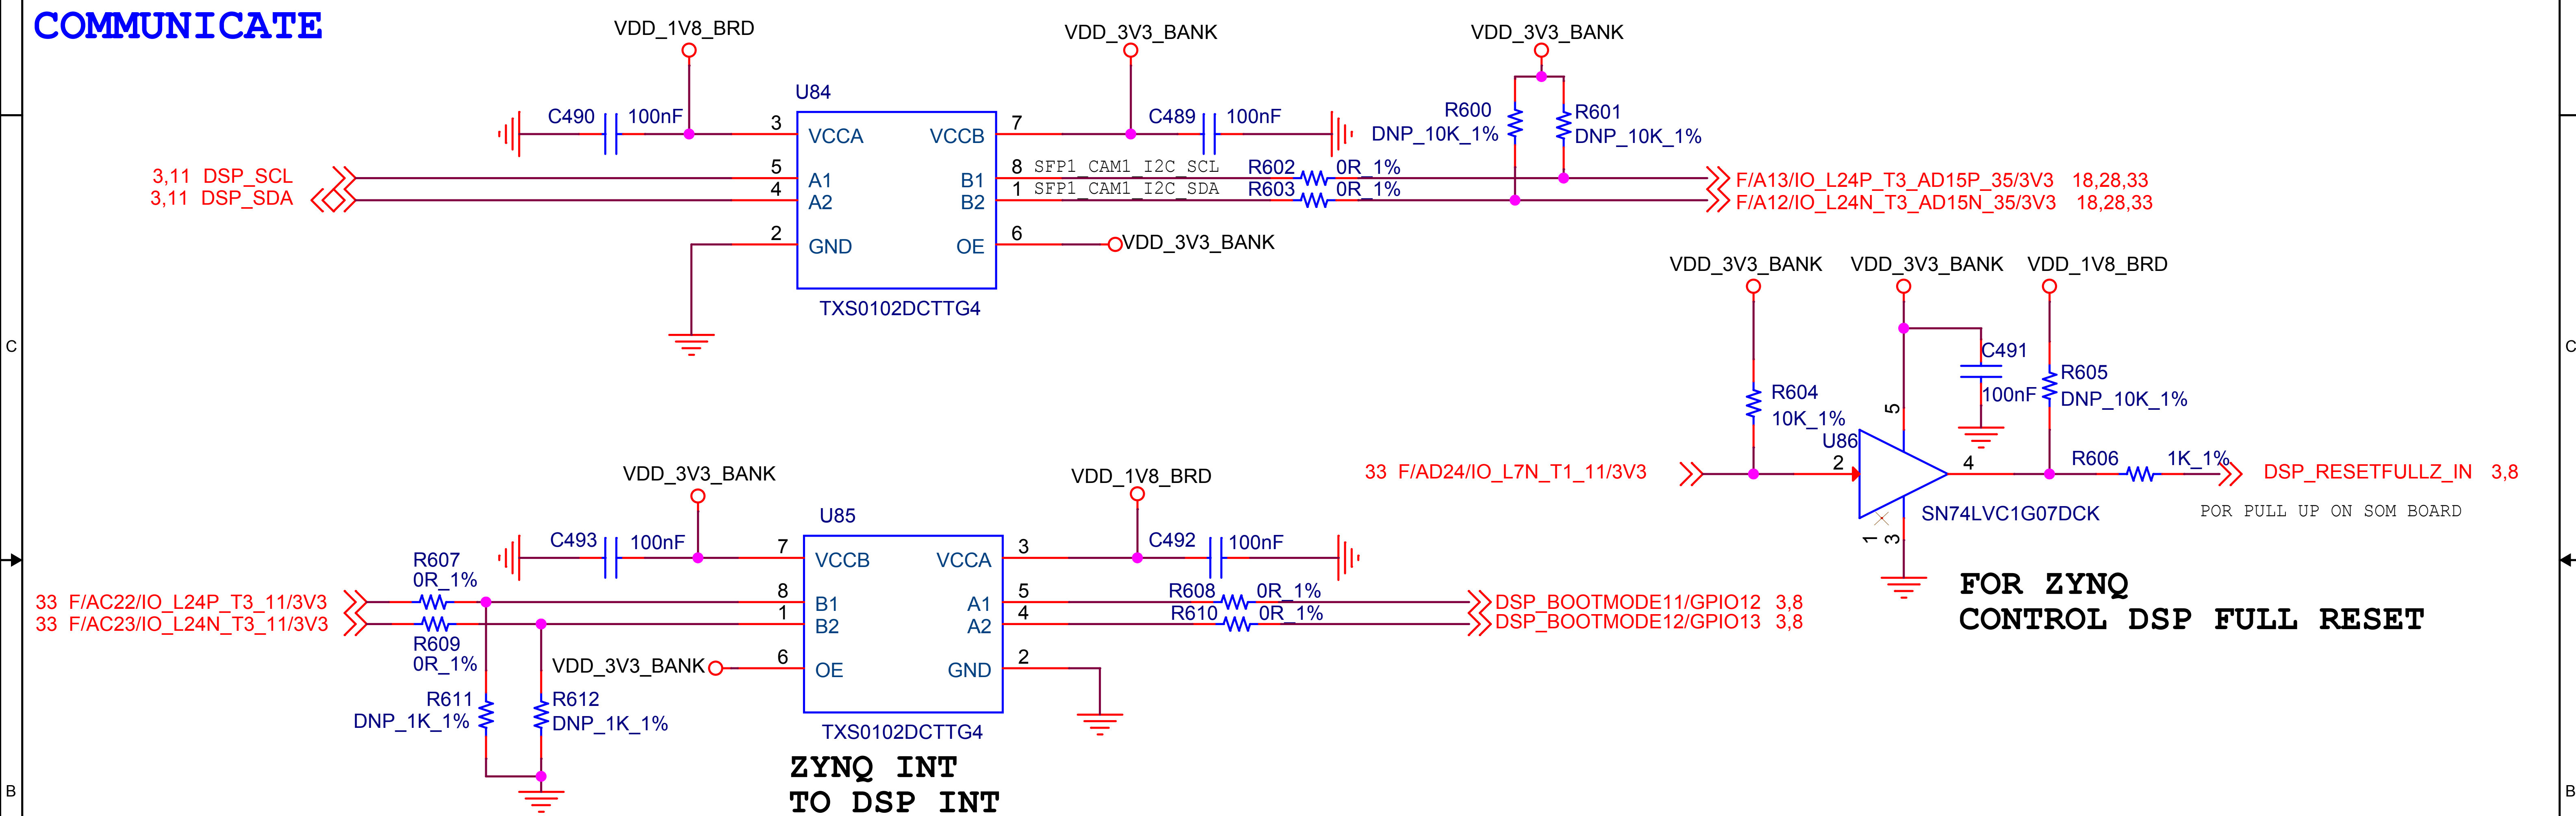 COMMUNICATE
VDD_1V8_BRD
VDD_3V3_BANK
VDD_3V3_BANK
U84
C490 100nF
3 VCCA
VCCB 7
C489 100nF
R600
DNP_10K_1%
R601
DNP_10K_1%
3,11 DSP_SCL
5 A1
B1 8 SFP1_CAM1_I2C_SCL R602 0R_1%
F/A13/IO_L24P_T3_AD15P_35/3V3 18,28,33
3,11 DSP_SDA
4 A2
B2 1 SFP1_CAM1_I2C_SDA R603 0R_1%
F/A12/IO_L24N_T3_AD15N_35/3V3 18,28,33
2 GND
OE 6 VDD_3V3_BANK
TXS0102DCTTG4
VDD_3V3_BANK
VDD_3V3_BANK
VDD_1V8_BRD
C
C
C491
100nF
R605
DNP_10K_1%
R604
10K_1%
5
U86
33 F/AD24/IO_L7N_T1_11/3V3
2
4
R606 1K_1%
DSP_RESETFULLZ_IN 3,8
SN74LVC1G07DCK
POR PULL UP ON SOM BOARD
1
3
FOR ZYNQ
CONTROL DSP FULL RESET
VDD_3V3_BANK
VDD_1V8_BRD
U85
C493 100nF
7 VCCB
VCCA 3
C492 100nF
R607
0R_1%
33 F/AC22/IO_L24P_T3_11/3V3
8 B1
A1 5
R608 0R_1%
DSP_BOOTMODE11/GPIO12 3,8
33 F/AC23/IO_L24N_T3_11/3V3
1 B2
A2 4
R610 0R_1%
DSP_BOOTMODE12/GPIO13 3,8
R609
0R_1%
VDD_3V3_BANK 6 OE
GND 2
R611
DNP_1K_1%
R612
DNP_1K_1%
TXS0102DCTTG4
ZYNQ INT
TO DSP INT
B
B